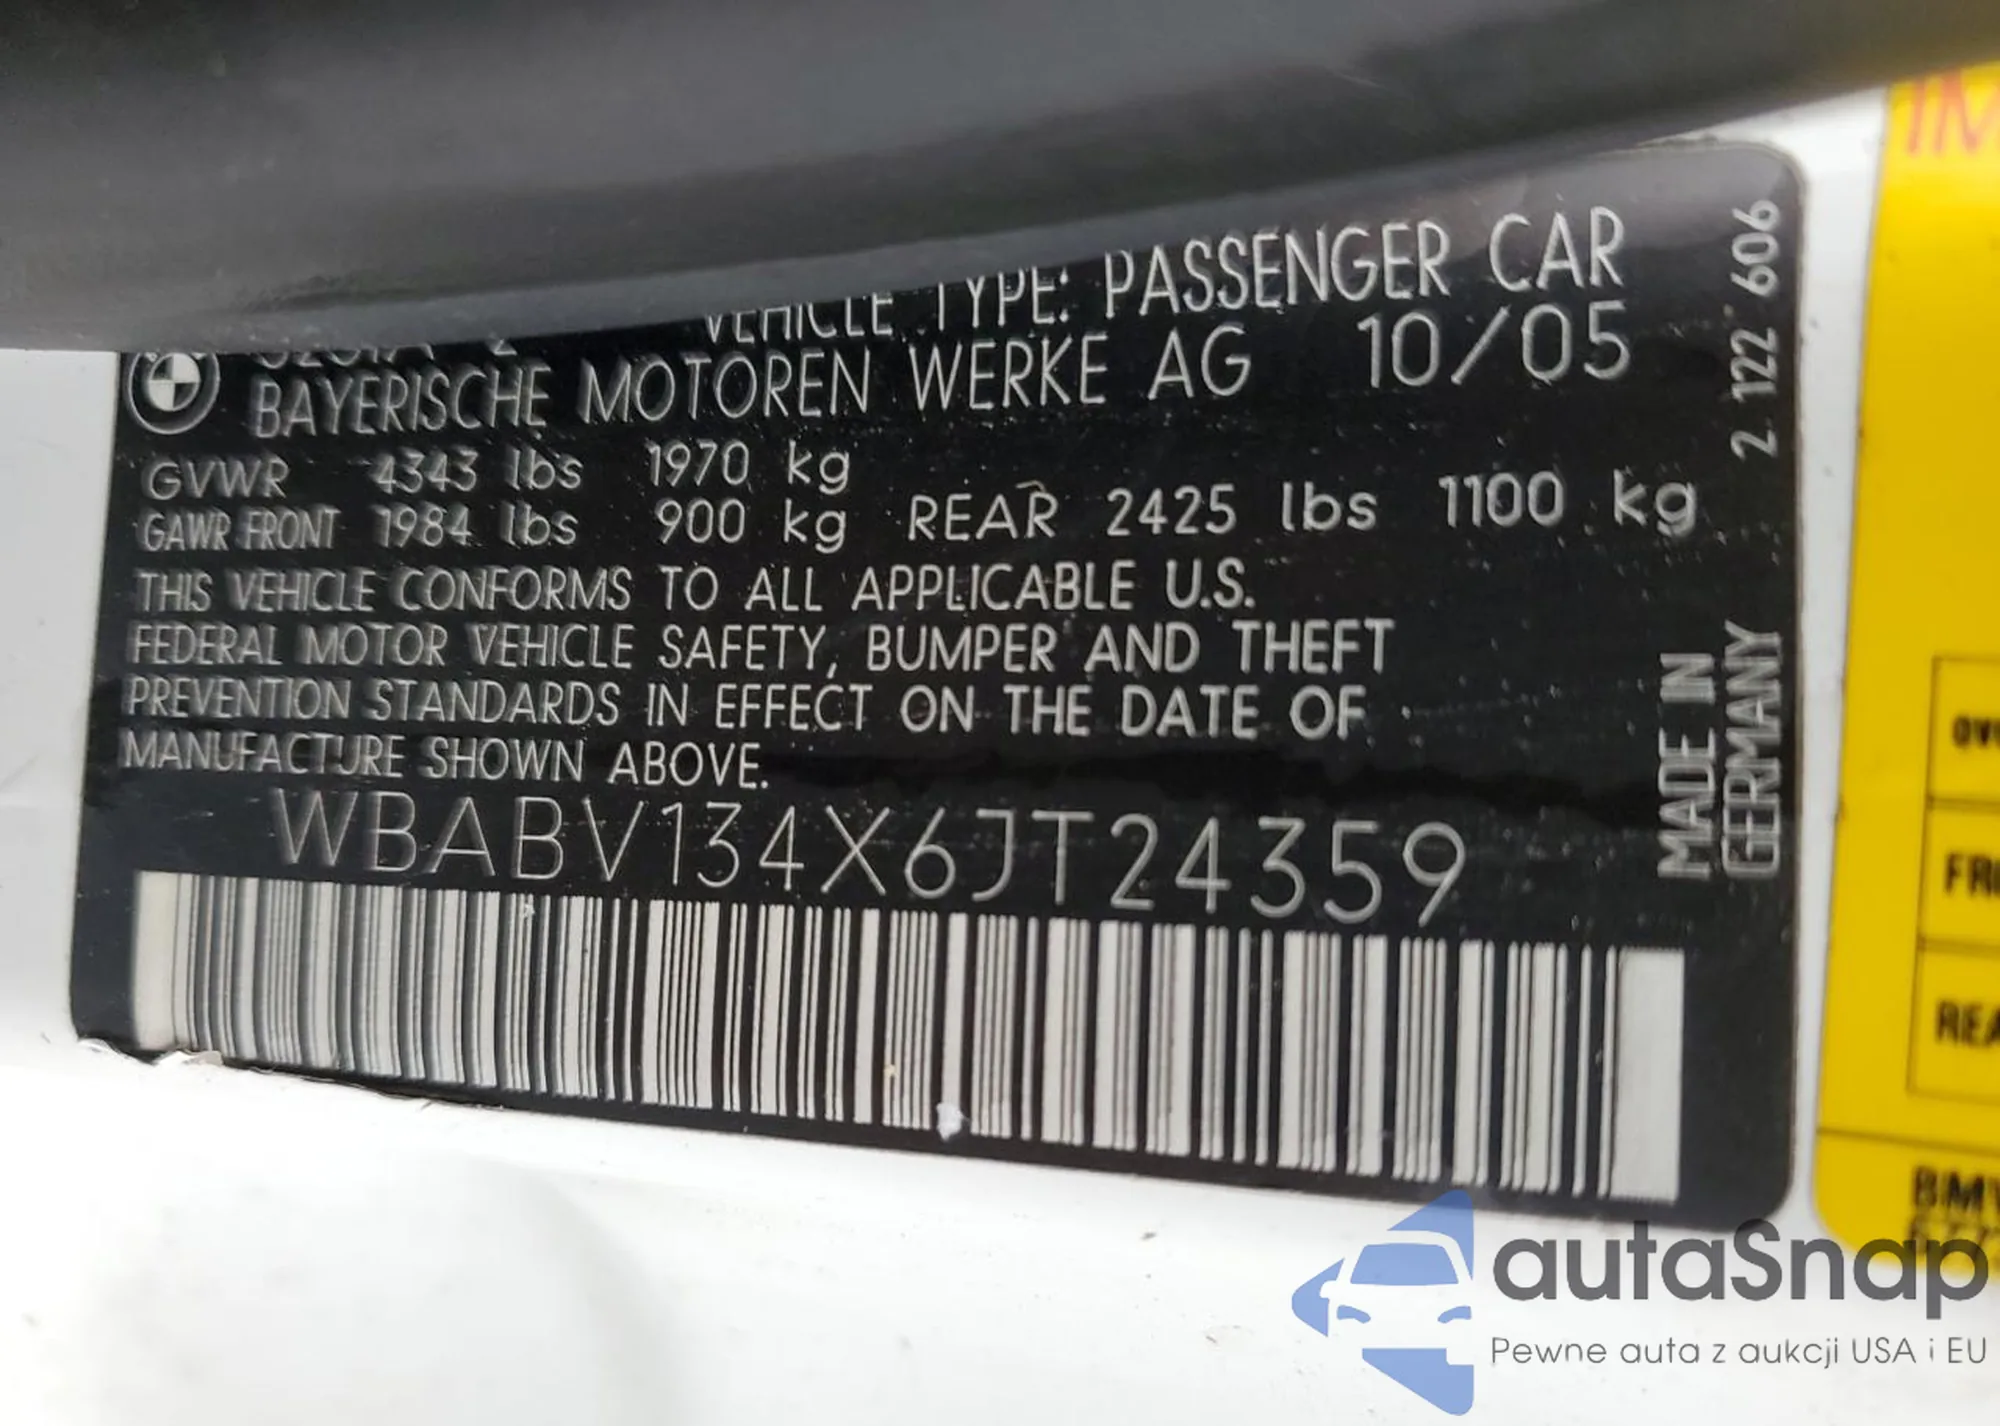 VEHICLE TYPE: PASSENGER CAR
BAYERISCHE MOTOREN WERKE AG 10/05
GVWR 4343 lbs 1970 kg
GAWR FRONT 1984 lbs 900 kg REAR 2425 lbs 1100 kg
THIS VEHICLE CONFORMS TO ALL APPLICABLE U.S.
FEDERAL MOTOR VEHICLE SAFETY, BUMPER AND THEFT
PREVENTION STANDARDS IN EFFECT ON THE DATE OF
MANUFACTURE SHOWN ABOVE.
WBABV134X6JT24359
2 122 606
MADE IN
GERMANY
autaSnap
Pewne auta z aukcji USA i EU